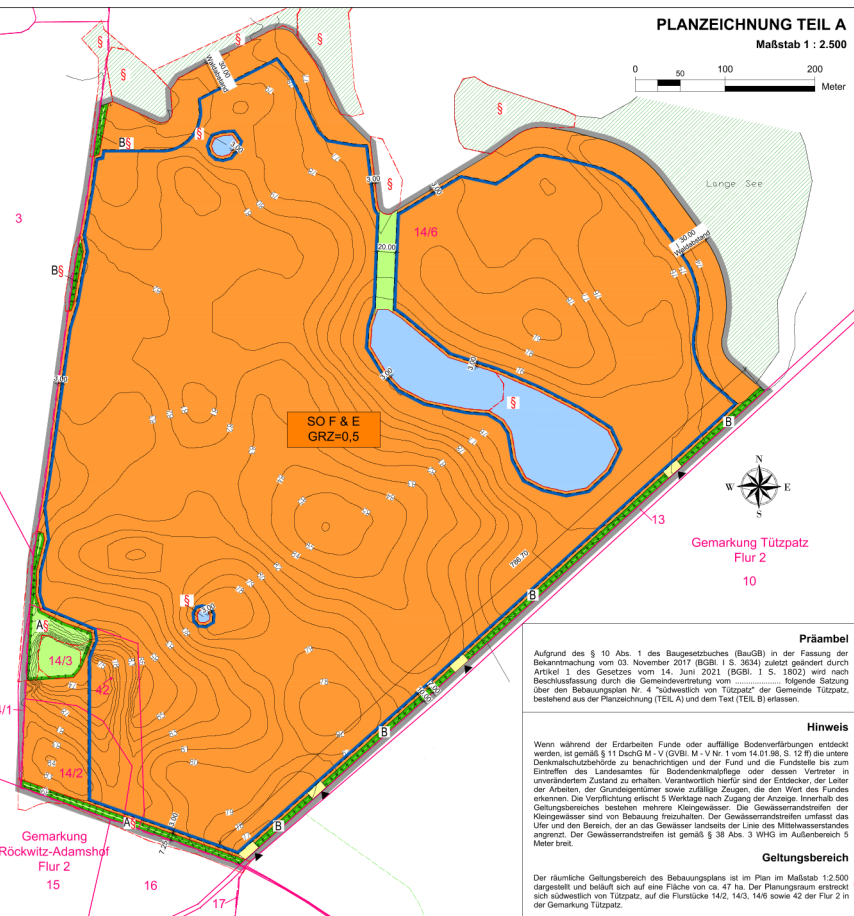 PLANZEICHNUNG TEIL A
Maßstab 1 : 2.500
0 50 100 200
Meter
§
§
§
§
§
30.00
Waldabstand
B§
§
3.00
§
3.00
3.00
Lange See
3
14/6
20.00
30.00
Waldabstand
B§
3.00
3.00
3.00
§
SO F & E
GRZ=0,5
B
N
W E
S
13
Gemarkung Tützpatz
Flur 2
10
786.70
§
3.00
B
A§
14/3
42
14/2
B
B
A§
3.00
7.25
Gemarkung
Röckwitz-Adamshof
Flur 2
15
16
17
Präambel
Aufgrund des § 10 Abs. 1 des Baugesetzbuches (BauGB) in der Fassung der
Bekanntmachung vom 03. November 2017 (BGBl. I S. 3634) zuletzt geändert durch
Artikel 1 des Gesetzes vom 14. Juni 2021 (BGBl. I S. 1802) wird nach
Beschlussfassung durch die Gemeindevertretung vom .................... folgende Satzung
über den Bebauungsplan Nr. 4 "südwestlich von Tützpatz" der Gemeinde Tützpatz,
bestehend aus der Planzeichnung (TEIL A) und dem Text (TEIL B) erlassen.
Hinweis
Wenn während der Erdarbeiten Funde oder auffällige Bodenverfärbungen entdeckt
werden, ist gemäß § 11 DschG M - V (GVBl. M - V Nr. 1 vom 14.01.98, S. 12 ff) die untere
Denkmalschutzbehörde zu benachrichtigen und der Fund und die Fundstelle bis zum
Eintreffen des Landesamtes für Bodendenkmalpflege oder dessen Vertreter in
unverändertem Zustand zu erhalten. Verantwortlich hierfür sind der Entdecker, der Leiter
der Arbeiten, der Grundeigentümer sowie zufällige Zeugen, die den Wert des Fundes
erkennen. Die Verpflichtung erlischt 5 Werktage nach Zugang der Anzeige. Innerhalb des
Geltungsbereiches bestehen mehrere Kleingewässer. Die Gewässerrandstreifen der
Kleingewässer sind von Bebauung freizuhalten. Der Gewässerrandstreifen umfasst das
Ufer und den Bereich, der an das Gewässer landseits der Linie des Mittelwasserstandes
angrenzt. Der Gewässerrandstreifen ist gemäß § 38 Abs. 3 WHG im Außenbereich 5
Meter breit.
Geltungsbereich
Der räumliche Geltungsbereich des Bebauungsplans ist im Plan im Maßstab 1:2.500
dargestellt und beläuft sich auf eine Fläche von ca. 47 ha. Der Planungsraum erstreckt
sich südwestlich von Tützpatz, auf die Flurstücke 14/2, 14/3, 14/6 sowie 42 der Flur 2 in
der Gemarkung Tützpatz.